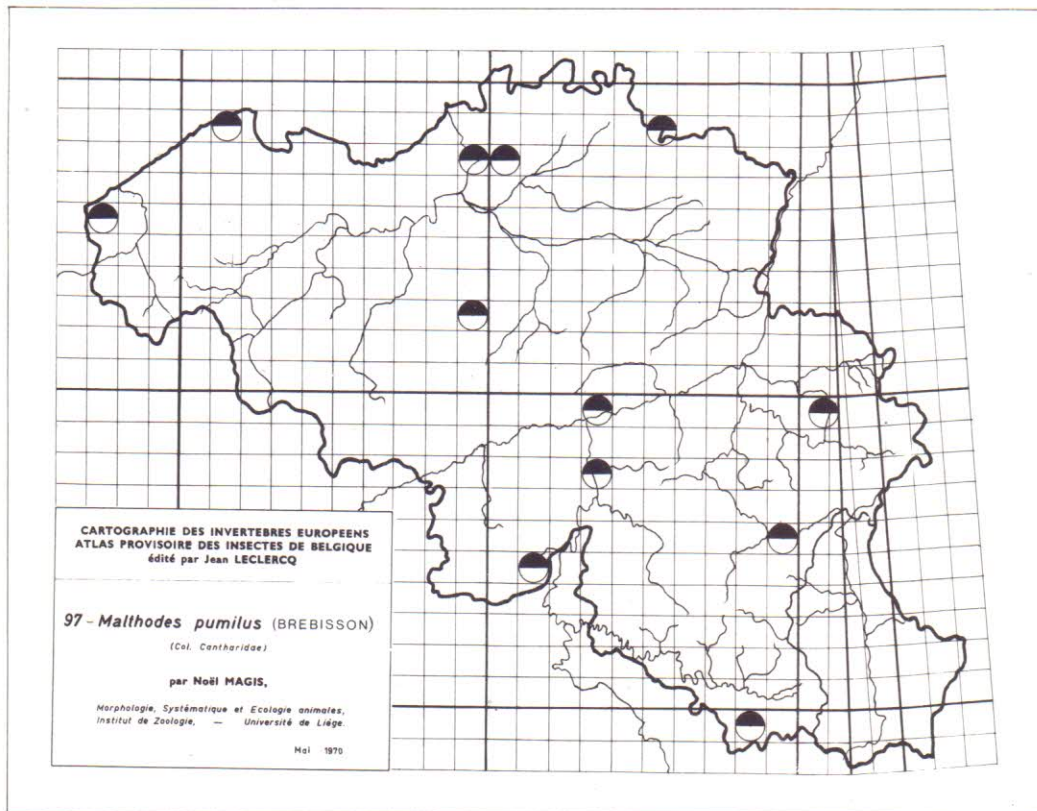 CARTOGRAPHIE DES INVERTEBRES EUROPEENS
ATLAS PROVISOIRE DES INSECTES DE BELGIQUE
édité par Jean LECLERCQ
97 - Malthodes pumilus (BREBISSON)
(Col. Cantharidae)
par Noël MAGIS,
Morphologie, Systématique et Ecologie animales,
Institut de Zoologie, — Université de Liége.
Mai 1970